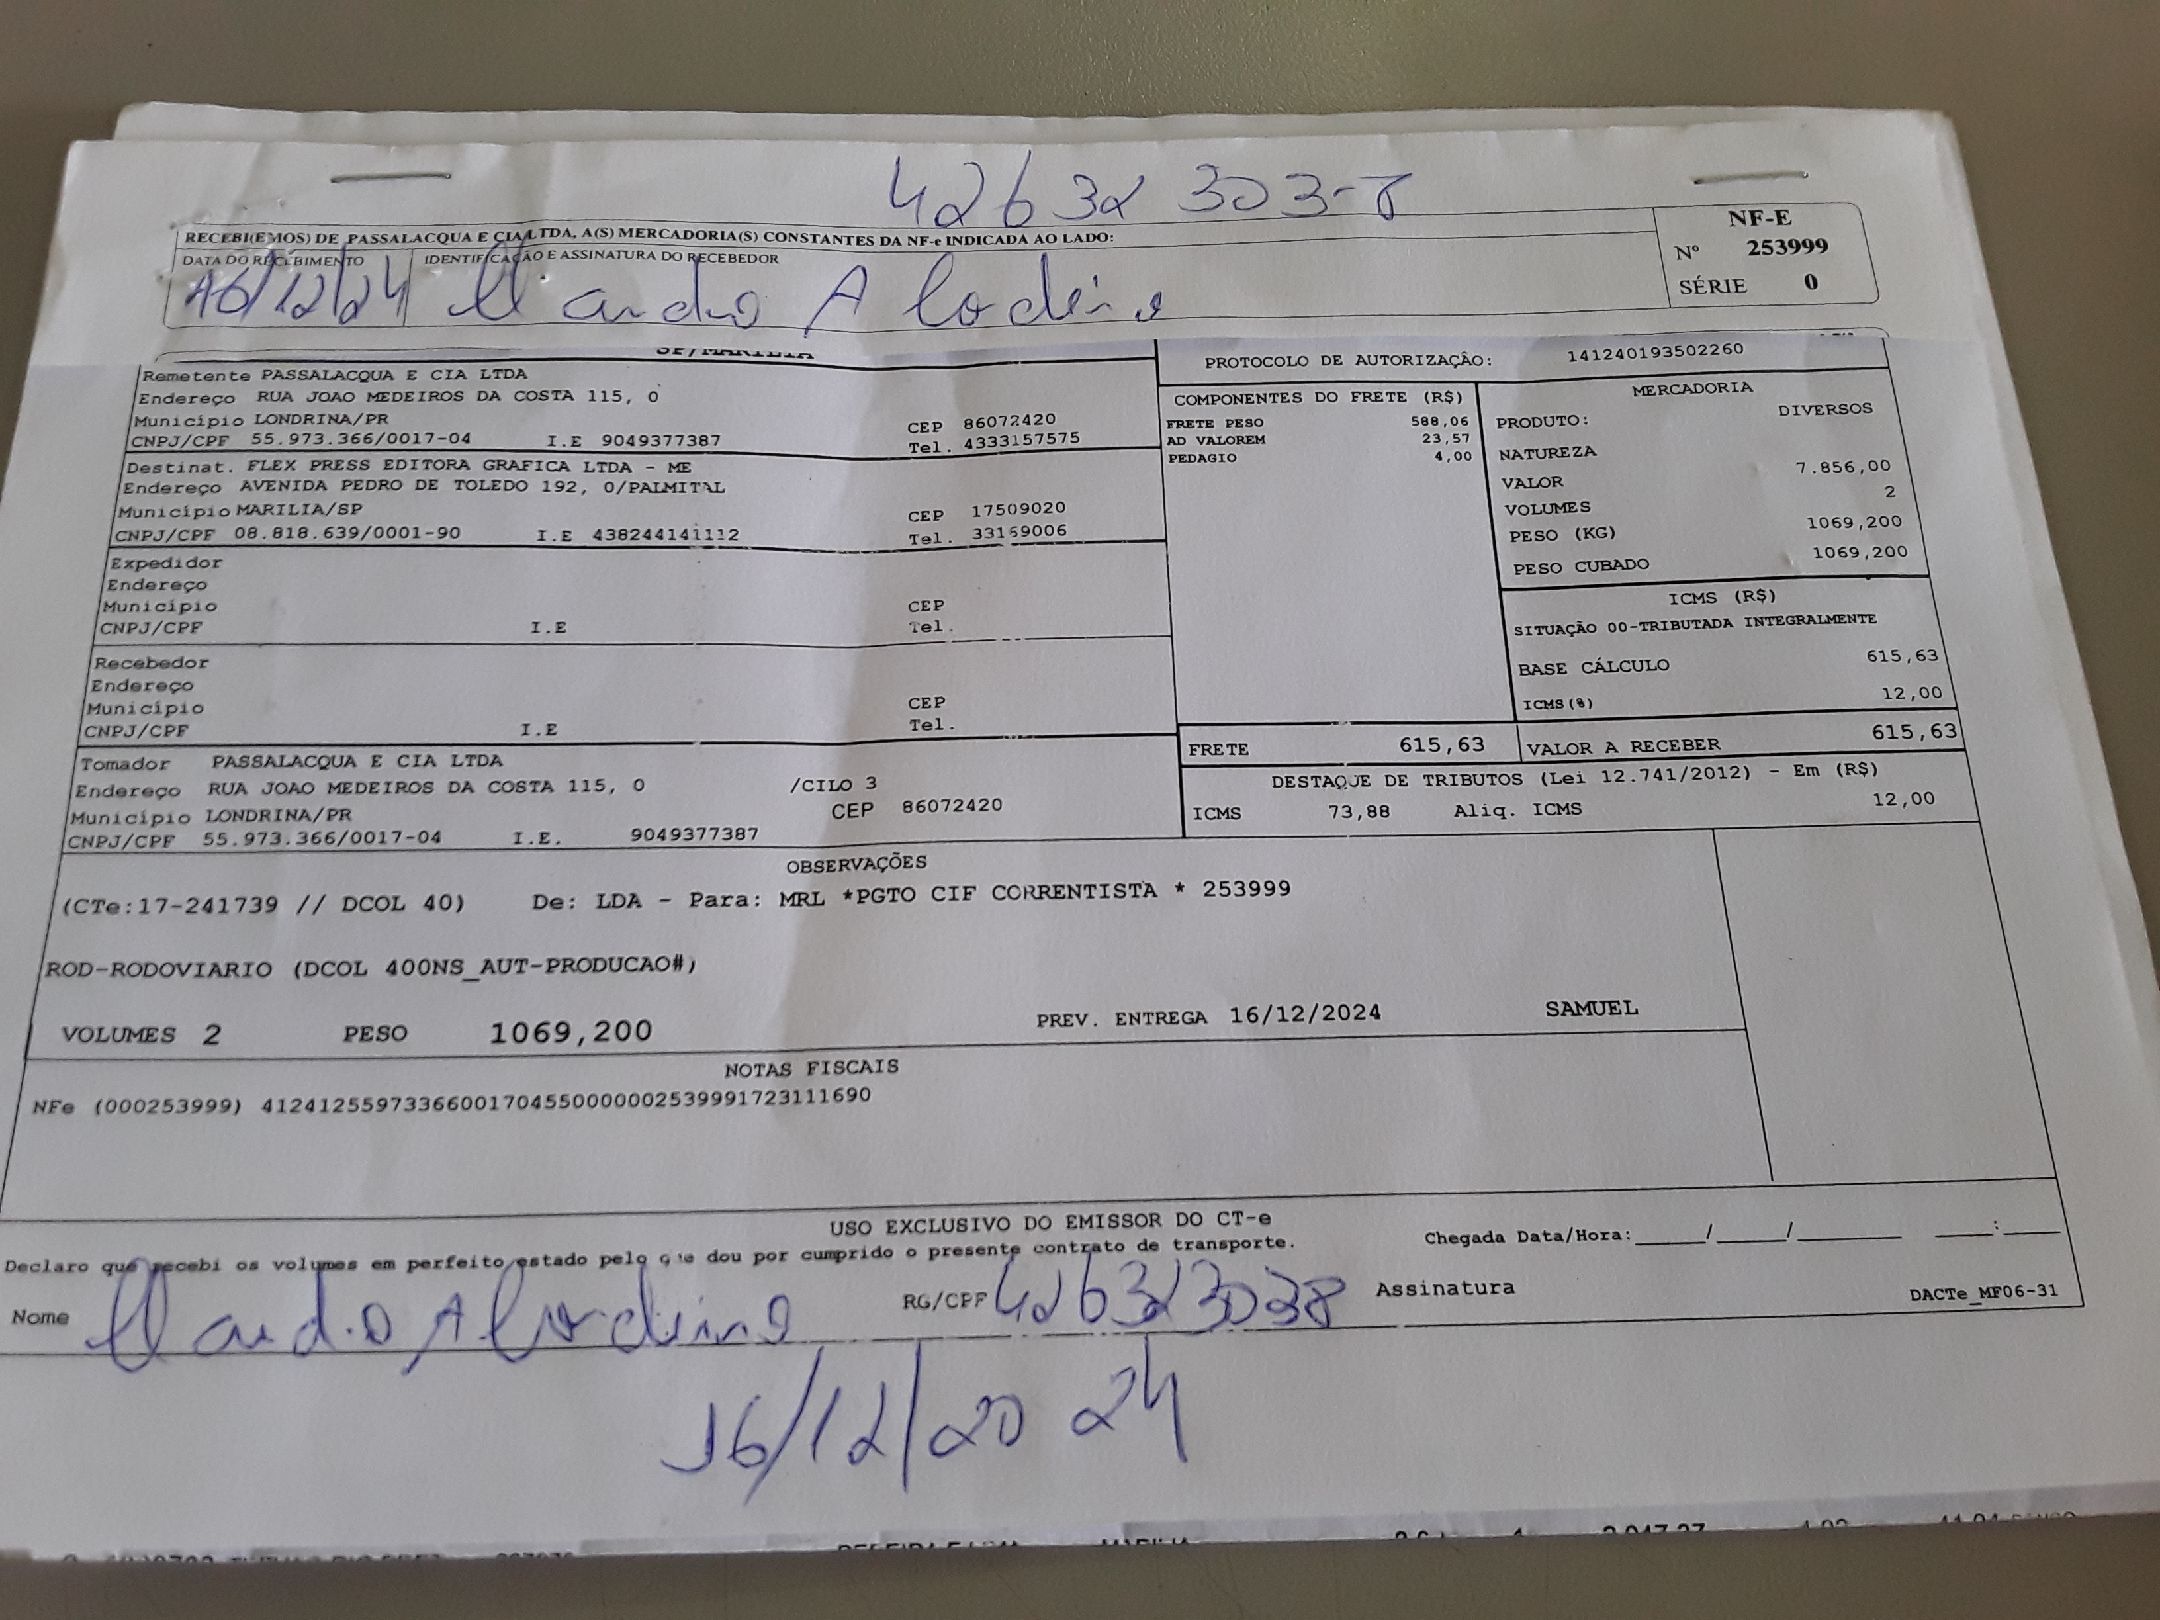 42632303-8
RECEBI(EMOS) DE PASSALACQUA E CIA LTDA, A(S) MERCADORIA(S) CONSTANTES DA NF-e INDICADA AO LADO:
DATA DO RECEBIMENTO IDENTIFICAÇÃO E ASSINATURA DO RECEBEDOR
16/12/24
NF-E
Nº 253999
SÉRIE 0
SP/MARILIA
Remetente PASSALACQUA E CIA LTDA
Endereço RUA JOAO MEDEIROS DA COSTA 115, 0
Município LONDRINA/PR CEP 86072420
CNPJ/CPF 55.973.366/0017-04 I.E 9049377387 Tel. 4333157575
Destinat. FLEX PRESS EDITORA GRAFICA LTDA - ME
Endereço AVENIDA PEDRO DE TOLEDO 192, 0/PALMITAL
Município MARILIA/SP CEP 17509020
CNPJ/CPF 08.818.639/0001-90 I.E 438244141112 Tel. 33169006
Expedidor
Endereço
Município CEP
CNPJ/CPF I.E Tel.
Recebedor
Endereço
Município CEP
CNPJ/CPF I.E Tel.
Tomador PASSALACQUA E CIA LTDA
Endereço RUA JOAO MEDEIROS DA COSTA 115, 0 /CILO 3
Município LONDRINA/PR CEP 86072420
CNPJ/CPF 55.973.366/0017-04 I.E. 9049377387
PROTOCOLO DE AUTORIZAÇÃO: 141240193502260
COMPONENTES DO FRETE (R$)
FRETE PESO 588,06
AD VALOREM 23,57
PEDAGIO 4,00
MERCADORIA
PRODUTO: DIVERSOS
NATUREZA
VALOR 7.856,00
VOLUMES 2
PESO (KG) 1069,200
PESO CUBADO 1069,200
ICMS (R$)
SITUAÇÃO 00-TRIBUTADA INTEGRALMENTE
BASE CÁLCULO 615,63
ICMS(%) 12,00
FRETE 615,63 VALOR A RECEBER 615,63
DESTAQUE DE TRIBUTOS (Lei 12.741/2012) - Em (R$)
ICMS 73,88 Aliq. ICMS 12,00
OBSERVAÇÕES
(CTe:17-241739 // DCOL 40) De: LDA - Para: MRL *PGTO CIF CORRENTISTA * 253999
ROD-RODOVIARIO (DCOL 400NS_AUT-PRODUCAO#)
VOLUMES 2 PESO 1069,200 PREV. ENTREGA 16/12/2024 SAMUEL
NOTAS FISCAIS
NFe (000253999) 41241255973366001704550000002539991723111690
USO EXCLUSIVO DO EMISSOR DO CT-e
Declaro que recebi os volumes em perfeito estado pelo que dou por cumprido o presente contrato de transporte.
Chegada Data/Hora:_____/_____/________ ____:____
Nome RG/CPF 426323038 Assinatura
DACTe_MF06-31
16/12/2024